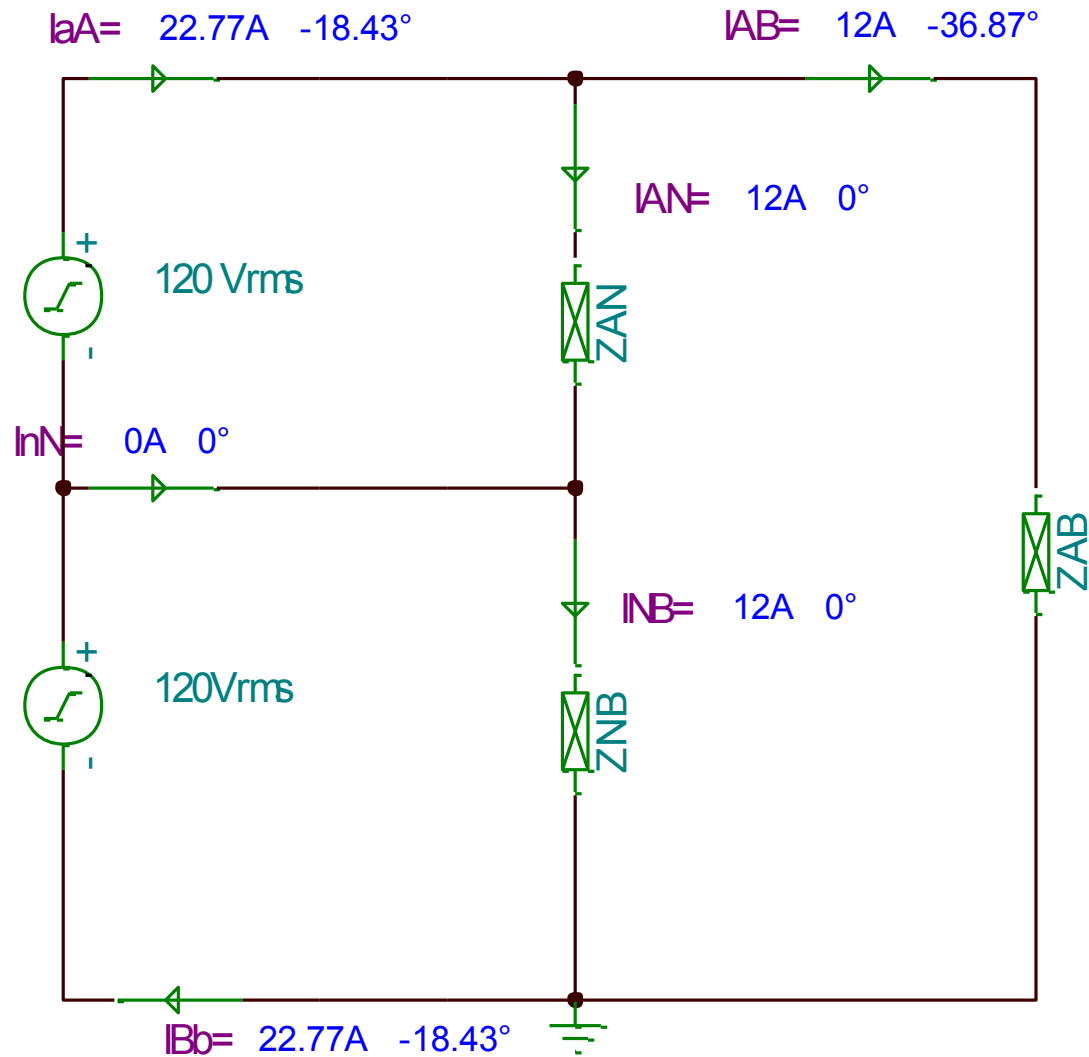 IaA= 22.77A -18.43°
IAB= 12A -36.87°
IAN= 12A 0°
+
120 Vrms
ZAN
-
InN= 0A 0°
ZAB
INB= 12A 0°
+
120Vrms
ZNB
-
IBb= 22.77A -18.43°